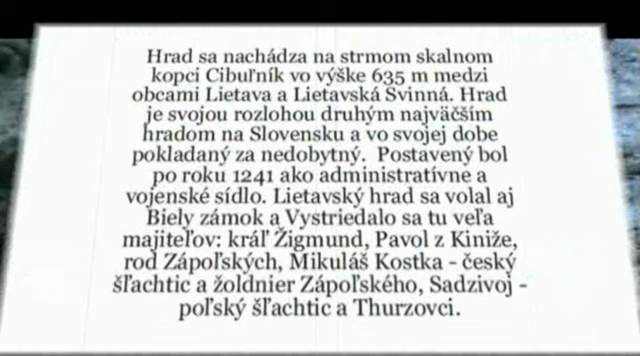 Hrad sa nachádza na strmom skalnom
kopci Cibuľník vo výške 635 m medzi
obcami Lietava a Lietavská Svinná. Hrad
je svojou rozlohou druhým najväčším
hradom na Slovensku a vo svojej dobe
pokladaný za nedobytný. Postavený bol
po roku 1241 ako administratívne a
vojenské sídlo. Lietavský hrad sa volal aj
Biely zámok a Vystriedalo sa tu veľa
majiteľov: kráľ Žigmund, Pavol z Kiniže,
rod Zápoľských, Mikuláš Kostka - český
šľachtic a žoldnier Zápoľského, Sadzivoj -
poľský šľachtic a Thurzovci.